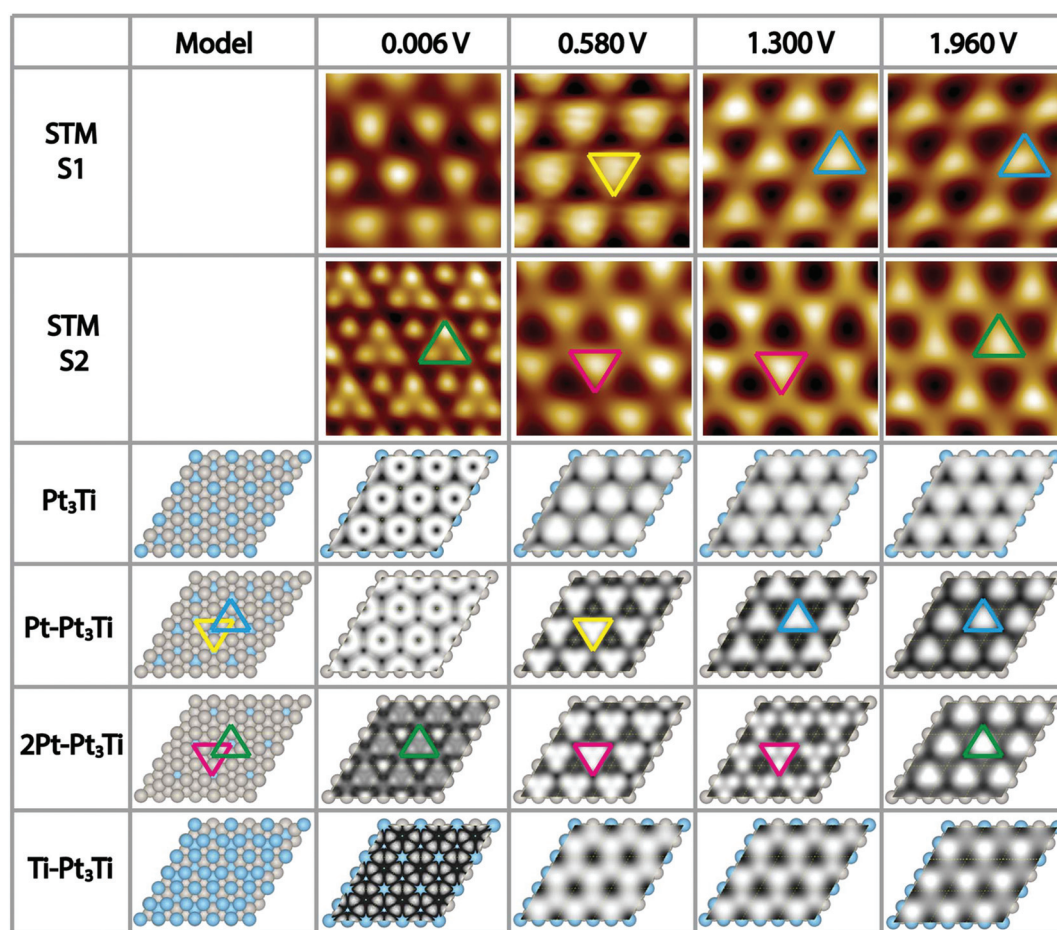 Model 0.006 V 0.580 V 1.300 V 1.960 V
STM
S1
STM
S2
Pt₃Ti
Pt-Pt₃Ti
2Pt-Pt₃Ti
Ti-Pt₃Ti